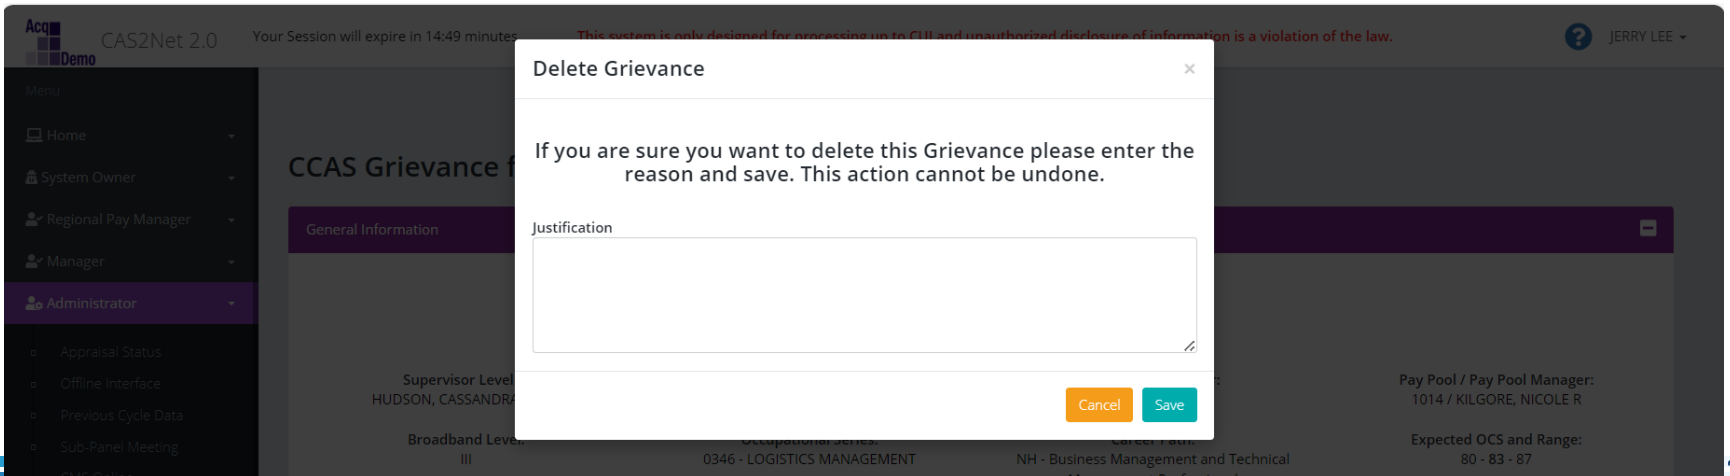 Acq
Demo
CAS2Net 2.0
Your Session will expire in 14:49 minutes
This system is only designed for processing up to CUI and unauthorized disclosure of information is a violation of the law.
?
JERRY LEE
Menu
Home
System Owner
Regional Pay Manager
Manager
Administrator
Appraisal Status
Offline Interface
Previous Cycle Data
Sub-Panel Meeting
CMS Online
CCAS Grievance f
General Information
Delete Grievance
×
If you are sure you want to delete this Grievance please enter the
reason and save. This action cannot be undone.
Justification
Cancel
Save
Supervisor Level
HUDSON, CASSANDRA
Pay Pool / Pay Pool Manager:
1014 / KILGORE, NICOLE R
Broadband Level:
III
Occupational Series:
0346 - LOGISTICS MANAGEMENT
Career Path:
NH - Business Management and Technical
Expected OCS and Range:
80 - 83 - 87